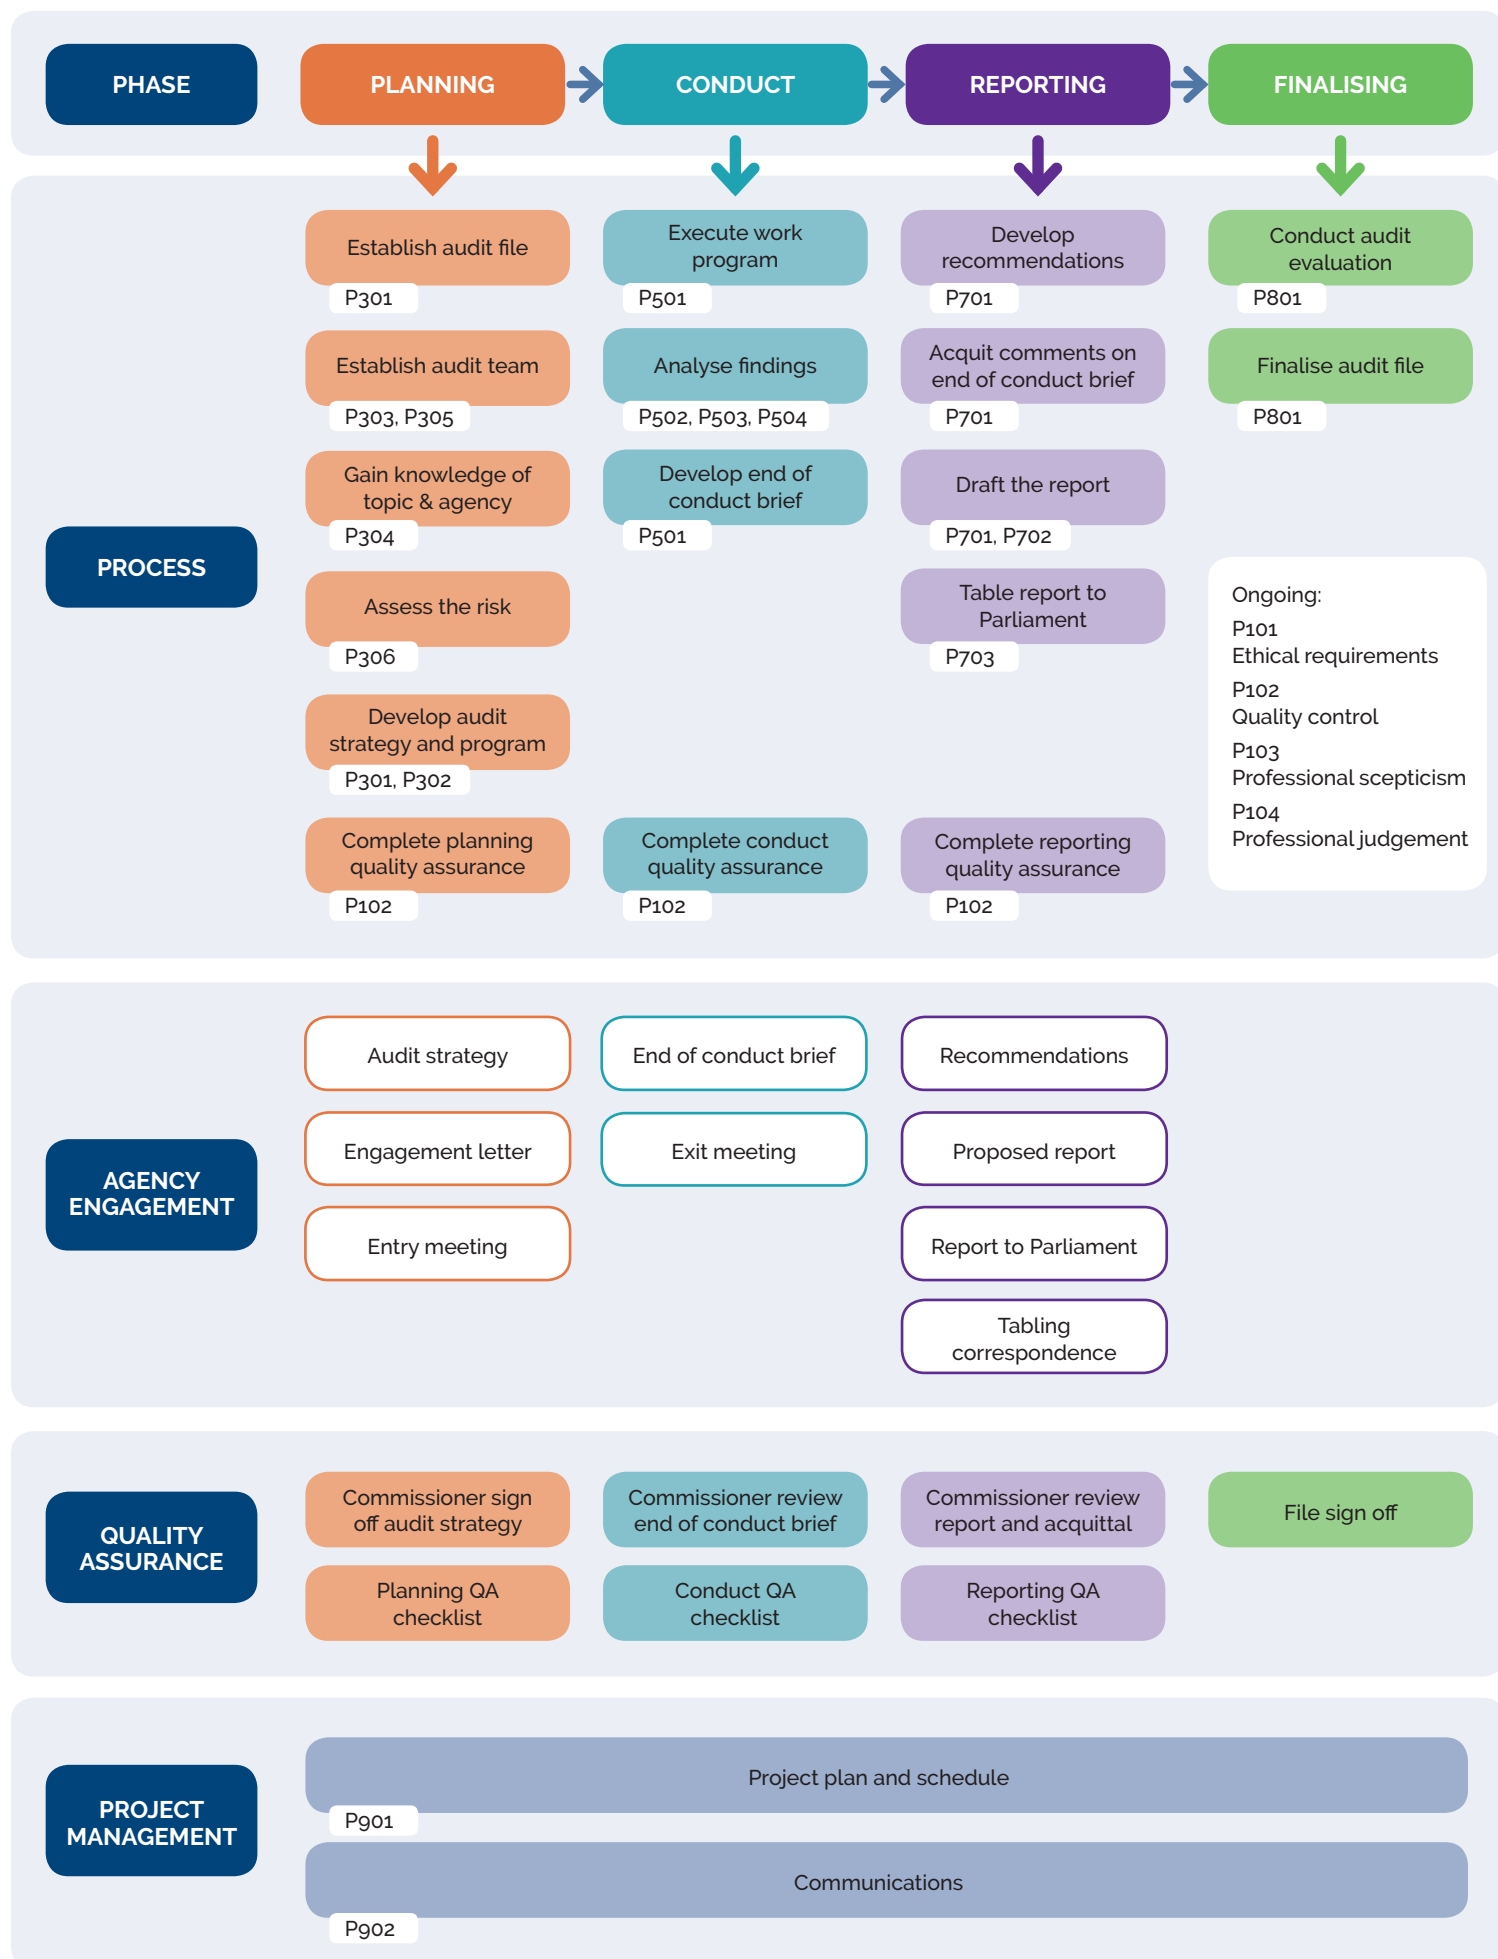 PHASE
PLANNING
CONDUCT
REPORTING
FINALISING
PROCESS
Establish audit file
P301
Establish audit team
P303, P305
Gain knowledge of
topic & agency
P304
Assess the risk
P306
Develop audit
strategy and program
P301, P302
Complete planning
quality assurance
P102
Execute work
program
P501
Analyse findings
P502, P503, P504
Develop end of
conduct brief
P501
Complete conduct
quality assurance
P102
Develop
recommendations
P701
Acquit comments on
end of conduct brief
P701
Draft the report
P701, P702
Table report to
Parliament
P703
Complete reporting
quality assurance
P102
Conduct audit
evaluation
P801
Finalise audit file
P801
Ongoing:
P101
Ethical requirements
P102
Quality control
P103
Professional scepticism
P104
Professional judgement
AGENCY
ENGAGEMENT
Audit strategy
Engagement letter
Entry meeting
End of conduct brief
Exit meeting
Recommendations
Proposed report
Report to Parliament
Tabling
correspondence
QUALITY
ASSURANCE
Commissioner sign
off audit strategy
Planning QA
checklist
Commissioner review
end of conduct brief
Conduct QA
checklist
Commissioner review
report and acquittal
Reporting QA
checklist
File sign off
PROJECT
MANAGEMENT
Project plan and schedule
P901
Communications
P902